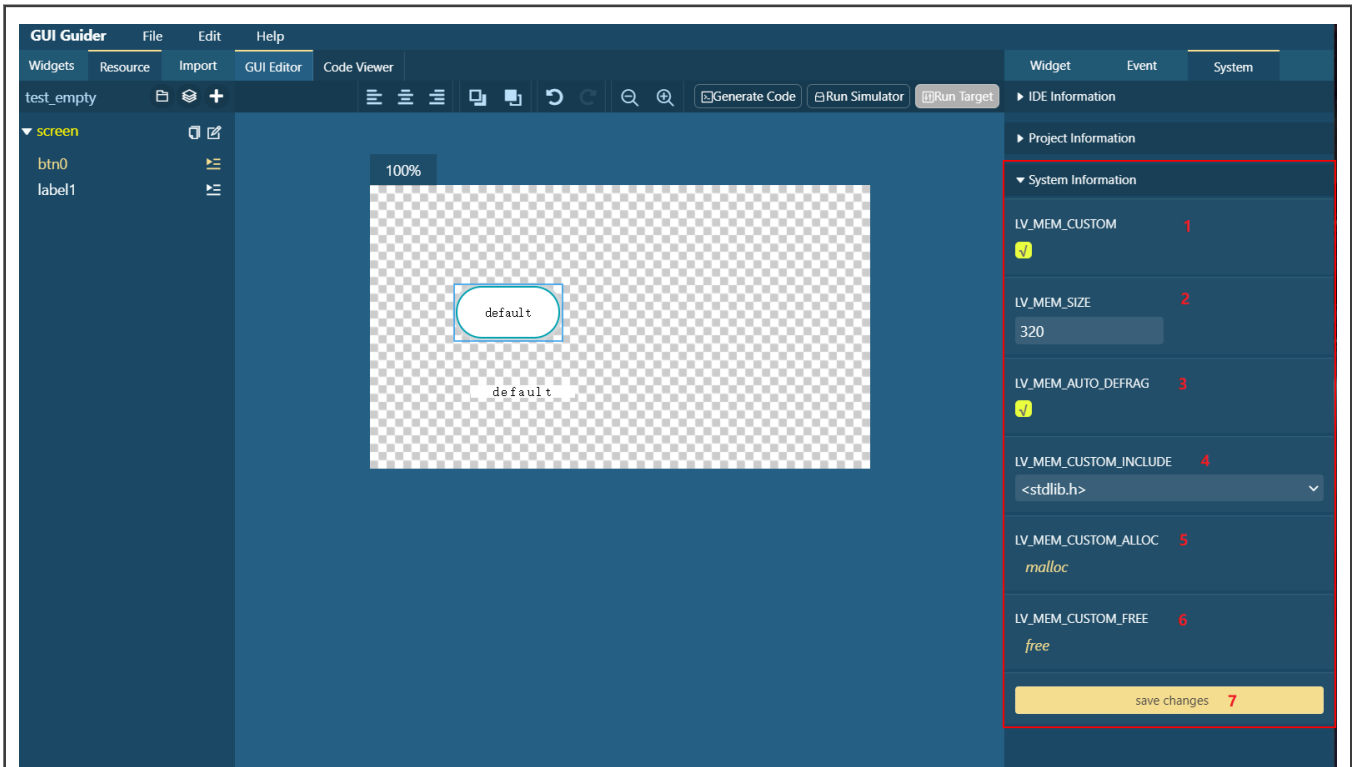 GUI Guider File Edit Help
Widgets Resource Import GUI Editor Code Viewer Widget Event System
test_empty Generate Code Run Simulator Run Target
IDE Information
screen
Project Information
btn0
100%
label1
System Information
LV_MEM_CUSTOM 1
√
default
LV_MEM_SIZE 2
320
default
LV_MEM_AUTO_DEFRAG 3
√
LV_MEM_CUSTOM_INCLUDE 4
<stdlib.h>
LV_MEM_CUSTOM_ALLOC 5
malloc
LV_MEM_CUSTOM_FREE 6
free
save changes 7